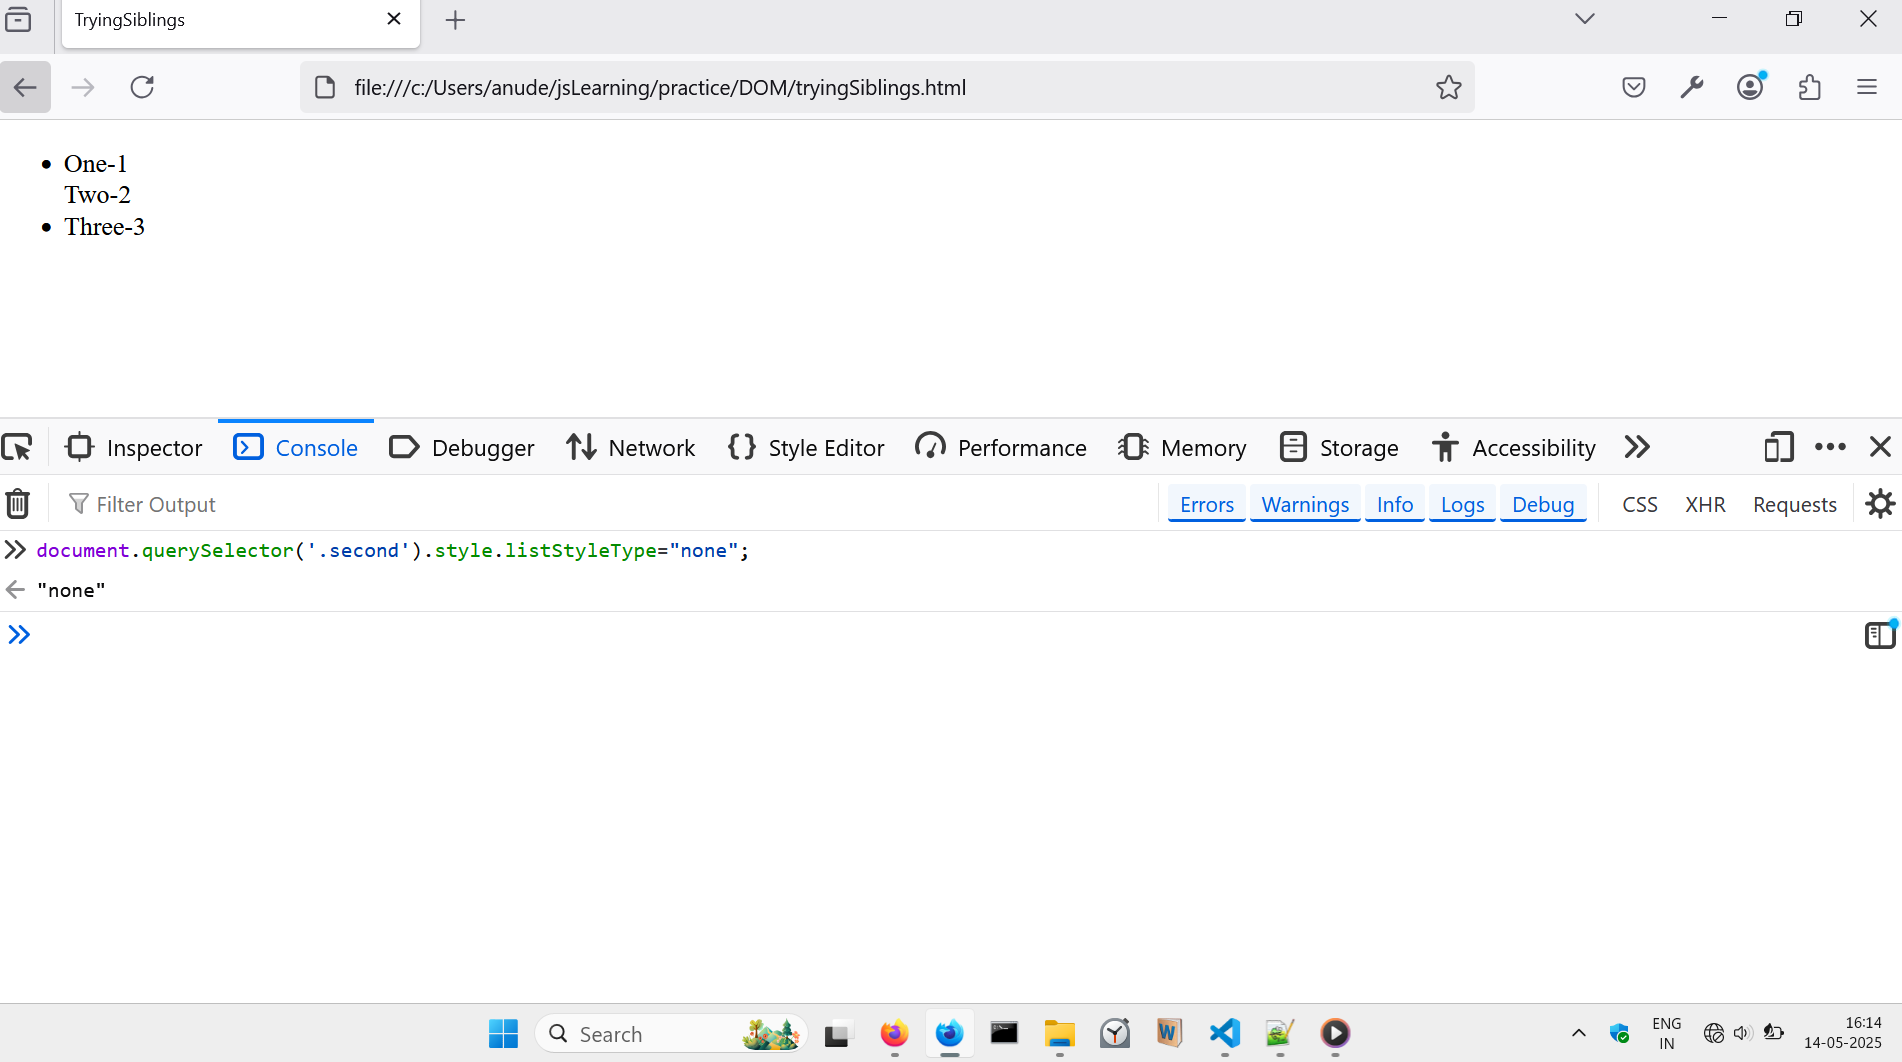 TryingSiblings
file:///c:/Users/anude/jsLearning/practice/DOM/tryingSiblings.html
One-1
Two-2
Three-3
Inspector Console Debugger Network Style Editor Performance Memory Storage Accessibility
Filter Output Errors Warnings Info Logs Debug CSS XHR Requests
document.querySelector('.second').style.listStyleType="none";
"none"
Search ENG 16:14
IN 14-05-2025